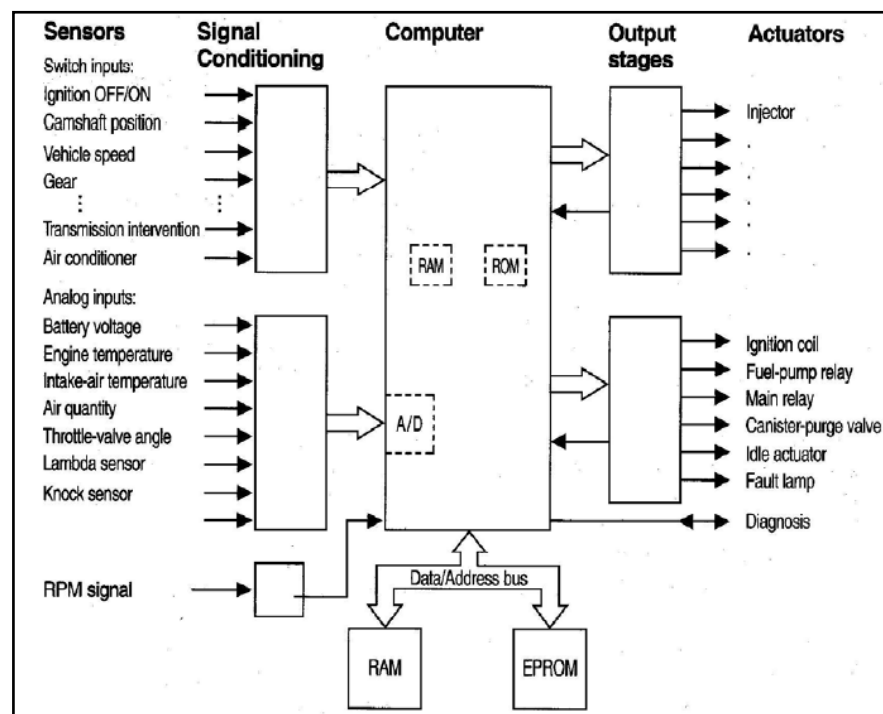 Sensors
Signal
Conditioning
Computer
Output
stages
Actuators
Switch inputs:
Ignition OFF/ON
Camshaft position
Vehicle speed
Gear
Transmission intervention
Air conditioner
Analog inputs:
Battery voltage
Engine temperature
Intake-air temperature
Air quantity
Throttle-valve angle
Lambda sensor
Knock sensor
RPM signal
RAM
ROM
A/D
Data/Address bus
RAM
EPROM
Injector
Ignition coil
Fuel-pump relay
Main relay
Canister-purge valve
Idle actuator
Fault lamp
Diagnosis